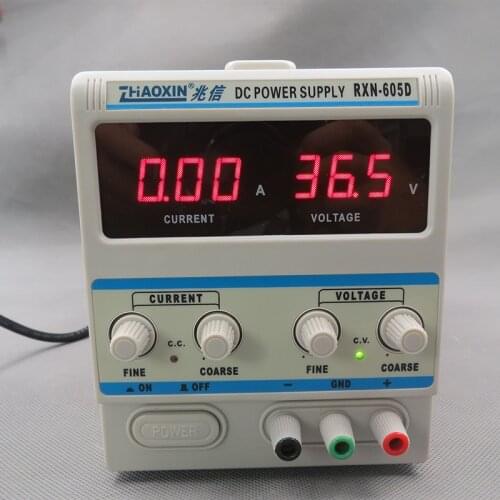 ZHAOXIN® 兆信 DC POWER SUPPLY RXN-605D
0.00 A 36.5 V
CURRENT VOLTAGE
CURRENT VOLTAGE
C.C. C.V.
FINE COARSE FINE COARSE
ON OFF − GND +
POWER